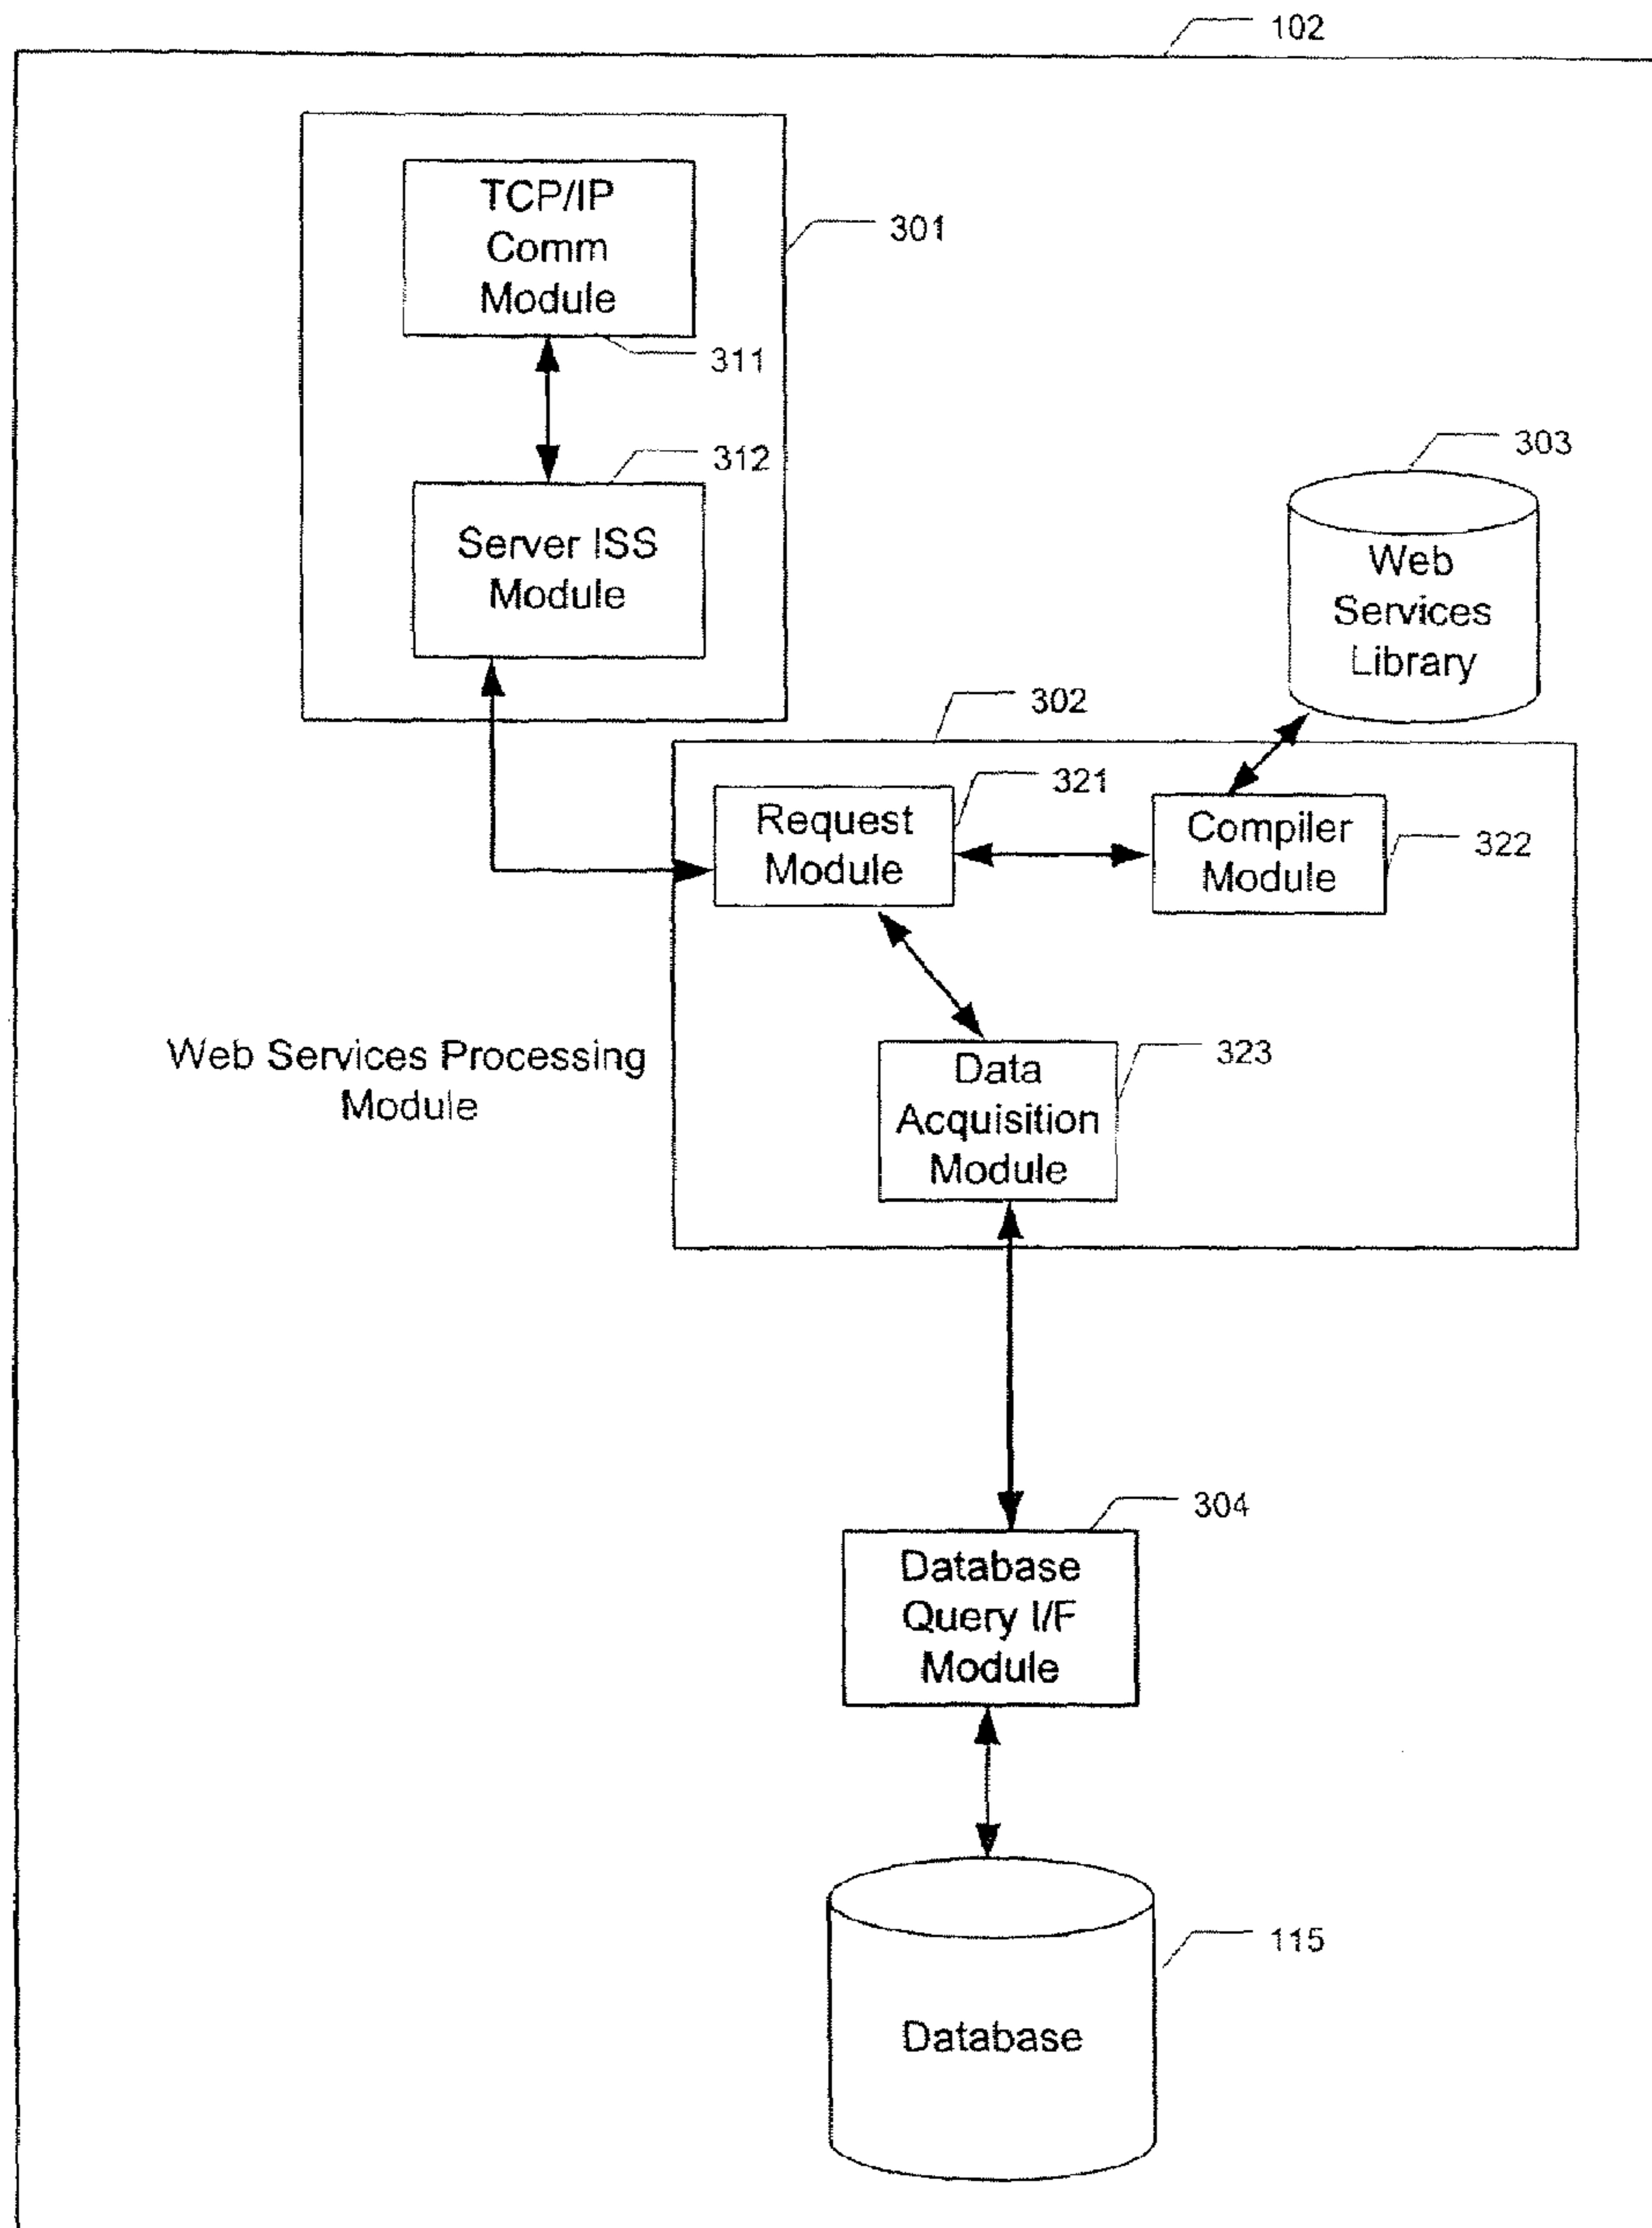 102
TCP/IP
Comm
Module
301
311
312
Server ISS
Module
303
Web
Services
Library
302
321
Request
Module
Compiler
Module
322
Web Services Processing
Module
323
Data
Acquisition
Module
304
Database
Query I/F
Module
115
Database